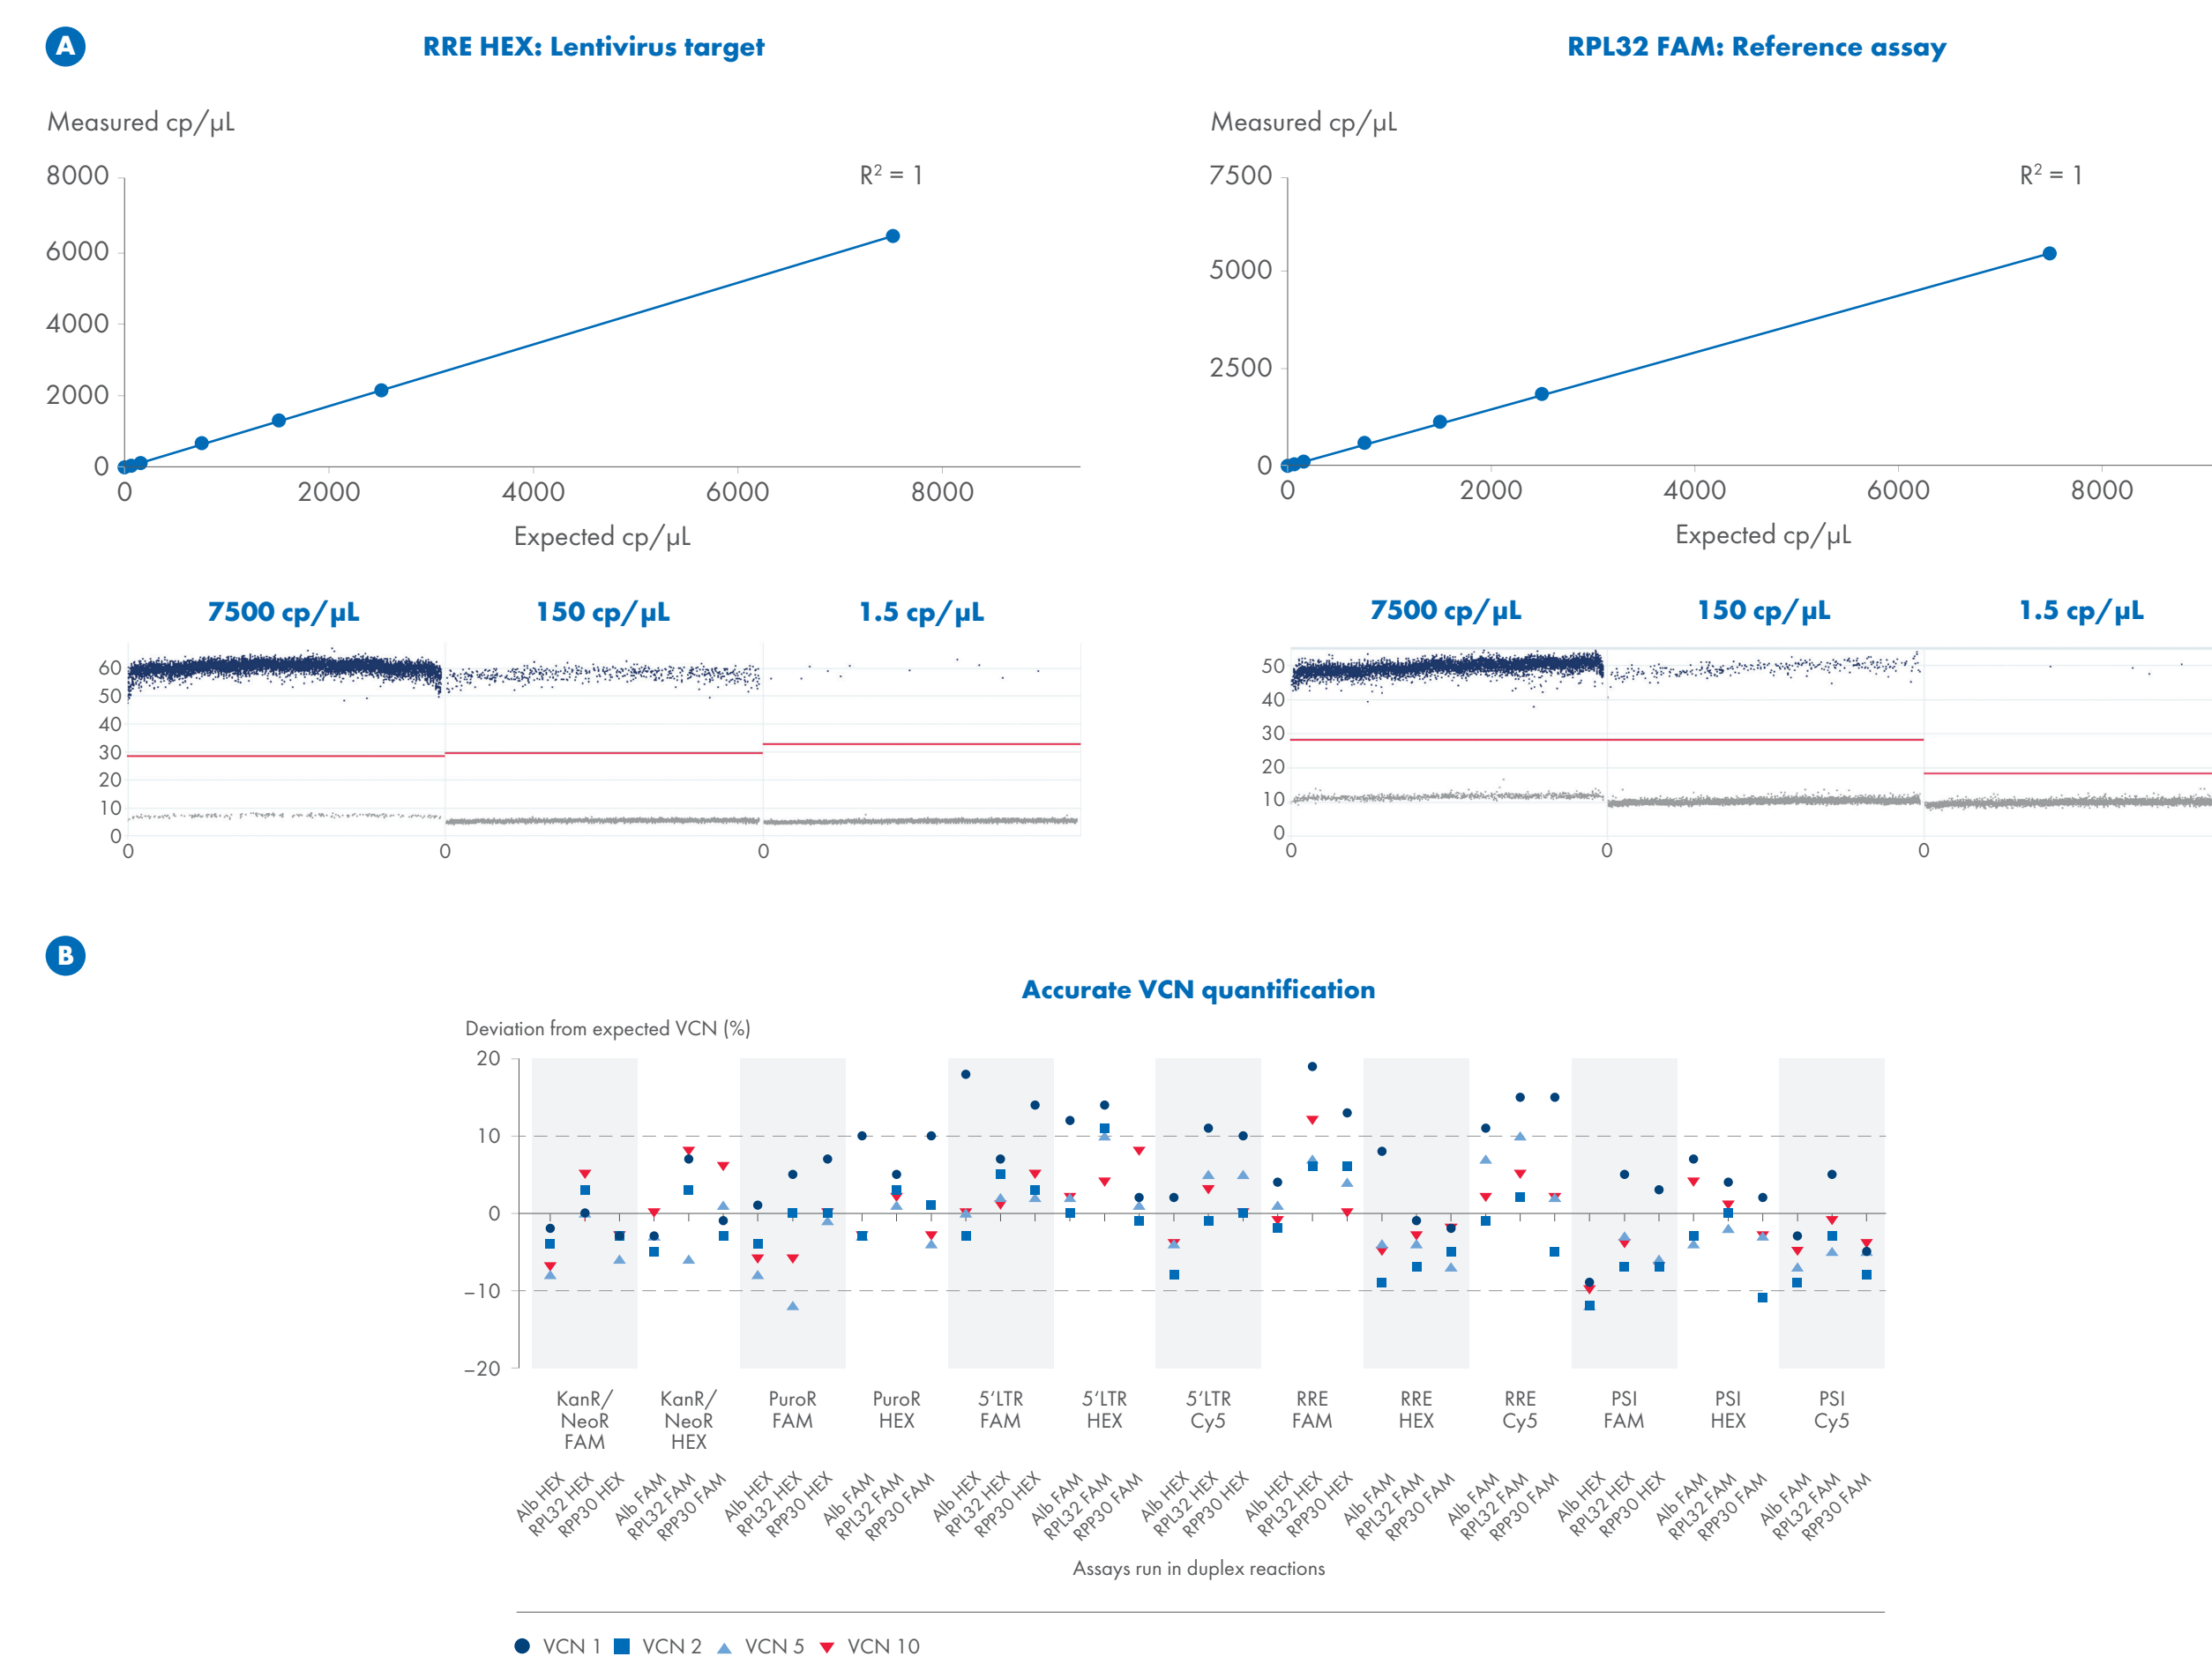 A
RRE HEX: Lentivirus target
Measured cp/µL
8000
6000
4000
2000
0
R² = 1
0 2000 4000 6000 8000
Expected cp/µL
7500 cp/µL 150 cp/µL 1.5 cp/µL
60
50
40
30
20
10
0
0 0 0
RPL32 FAM: Reference assay
Measured cp/µL
7500
5000
2500
0
R² = 1
0 2000 4000 6000 8000
Expected cp/µL
7500 cp/µL 150 cp/µL 1.5 cp/µL
50
40
30
20
10
0
0 0 0
B
Accurate VCN quantification
Deviation from expected VCN (%)
20
10
0
–10
–20
KanR/
NeoR
FAM
KanR/
NeoR
HEX
PuroR
FAM
PuroR
HEX
5‘LTR
FAM
5‘LTR
HEX
5‘LTR
Cy5
RRE
FAM
RRE
HEX
RRE
Cy5
PSI
FAM
PSI
HEX
PSI
Cy5
Alb HEX
RPL32 HEX
RPP30 HEX
Alb FAM
RPL32 FAM
RPP30 FAM
Alb HEX
RPL32 HEX
RPP30 HEX
Alb FAM
RPL32 FAM
RPP30 FAM
Alb HEX
RPL32 HEX
RPP30 HEX
Alb FAM
RPL32 FAM
RPP30 FAM
Alb HEX
RPL32 HEX
RPP30 HEX
Alb HEX
RPL32 HEX
RPP30 HEX
Alb FAM
RPL32 FAM
RPP30 FAM
Alb FAM
RPL32 FAM
RPP30 FAM
Alb HEX
RPL32 HEX
RPP30 HEX
Alb FAM
RPL32 FAM
RPP30 FAM
Alb FAM
RPL32 FAM
RPP30 FAM
Assays run in duplex reactions
VCN 1 VCN 2 VCN 5 VCN 10